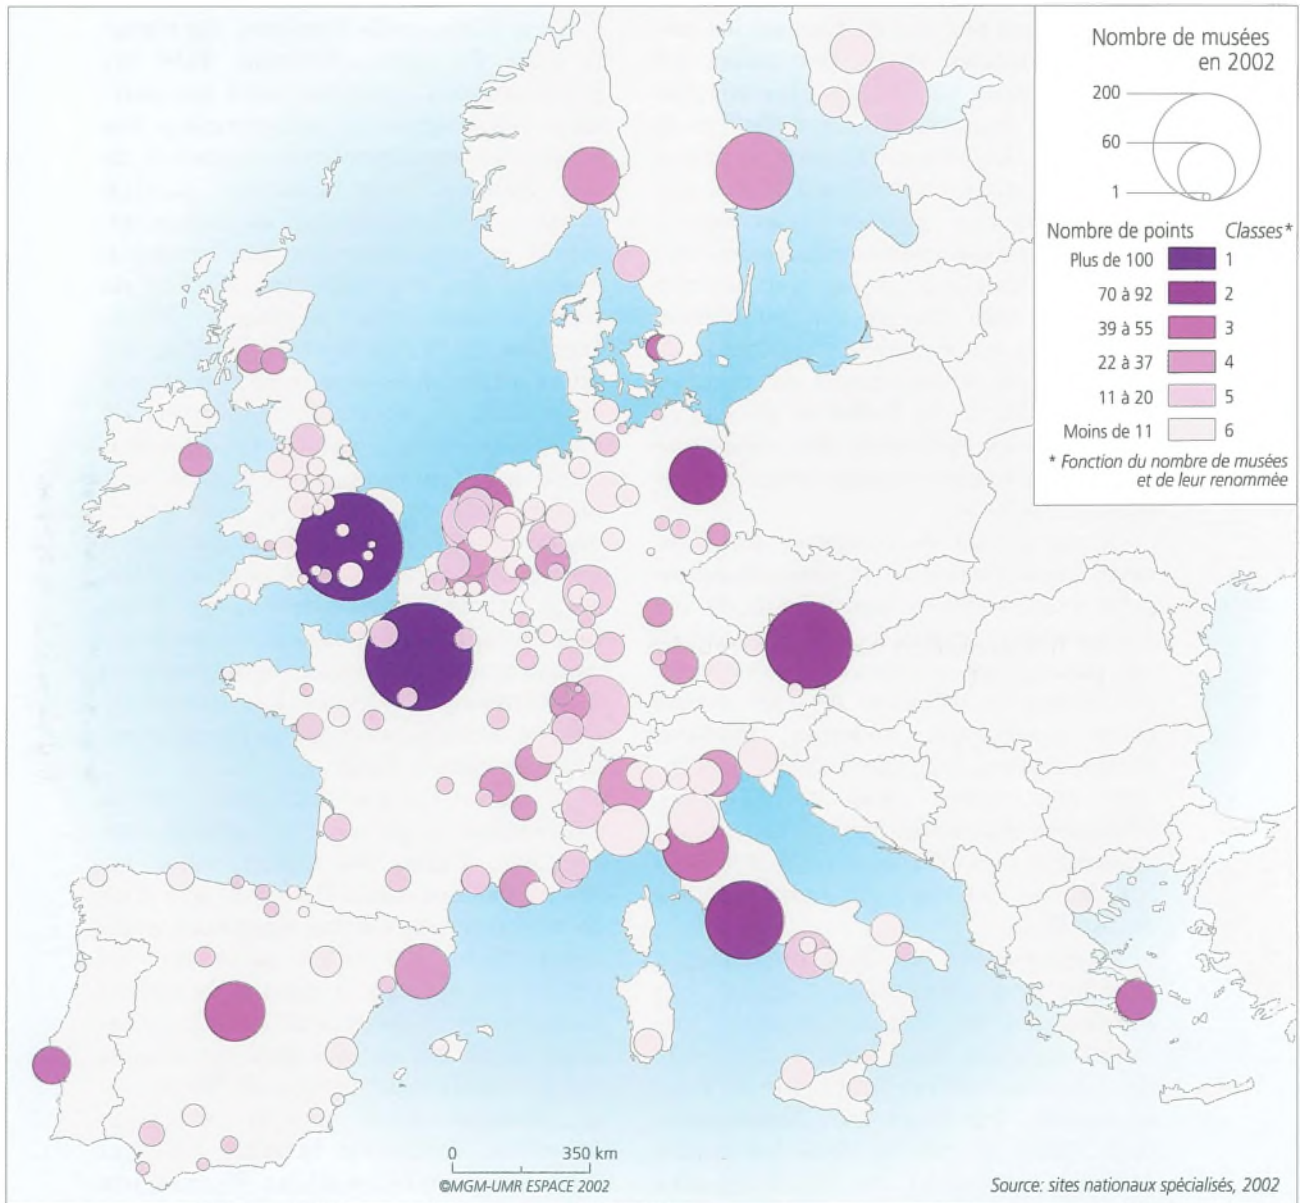 Nombre de musées
en 2002
200
60
1
Nombre de points Classes*
Plus de 100 1
70 à 92 2
39 à 55 3
22 à 37 4
11 à 20 5
Moins de 11 6
* Fonction du nombre de musées
et de leur renommée
0 350 km
©MGM-UMR ESPACE 2002
Source: sites nationaux spécialisés, 2002